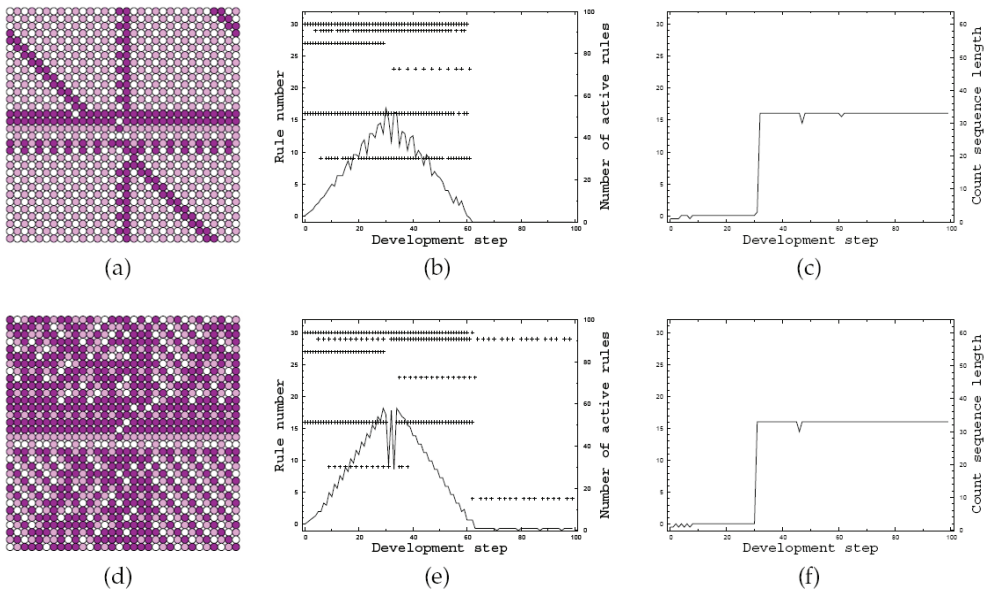 30
25
20
15
10
5
0
Rule number
0 20 40 60 80 100
Development step
100
80
60
40
20
0
Number of active rules
30
25
20
15
10
5
0
0 20 40 60 80 100
Development step
60
50
40
30
20
10
0
Count sequence length
(a)
(b)
(c)
30
25
20
15
10
5
0
Rule number
0 20 40 60 80 100
Development step
100
80
60
40
20
0
Number of active rules
30
25
20
15
10
5
0
0 20 40 60 80 100
Development step
60
50
40
30
20
10
0
Count sequence length
(d)
(e)
(f)